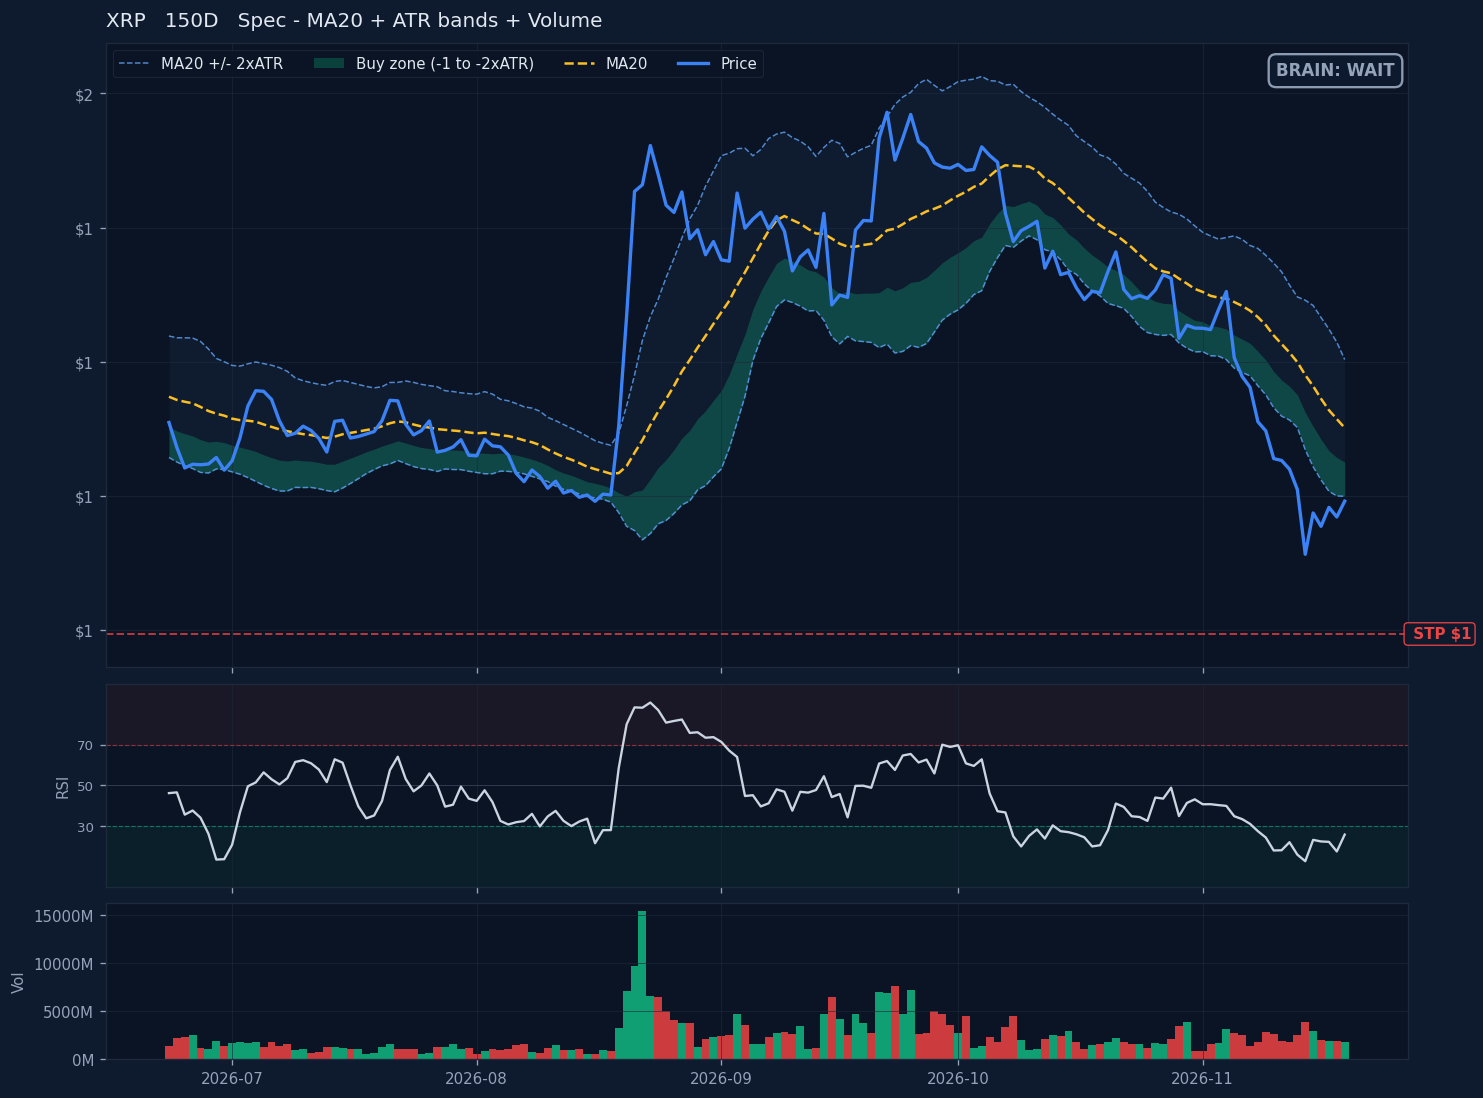 XRP   150D   Spec - MA20 + ATR bands + Volume
MA20 +/- 2xATR
Buy zone (-1 to -2xATR)
MA20
Price
BRAIN: WAIT
$2
$1
$1
$1
$1
STP $1
RSI
70
50
30
Vol
15000M
10000M
5000M
0M
2026-07
2026-08
2026-09
2026-10
2026-11